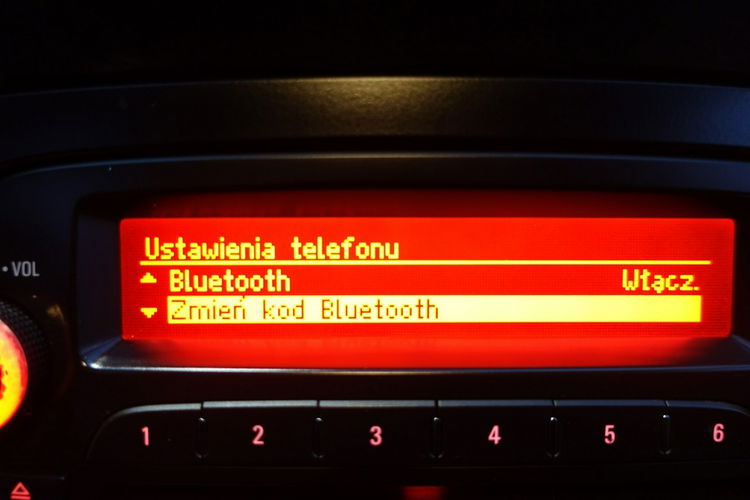 Ustawienia telefonu
Bluetooth Włącz.
Zmień kod Bluetooth
VOL
1 2 3 4 5 6